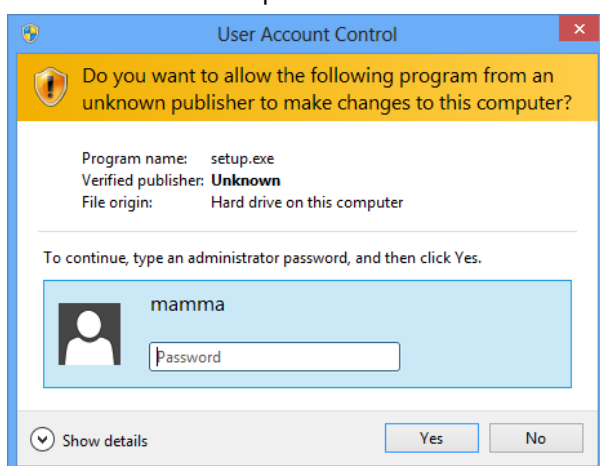 User Account Control
Do you want to allow the following program from an
unknown publisher to make changes to this computer?
Program name: setup.exe
Verified publisher: Unknown
File origin: Hard drive on this computer
To continue, type an administrator password, and then click Yes.
mamma
Password
Show details
Yes
No